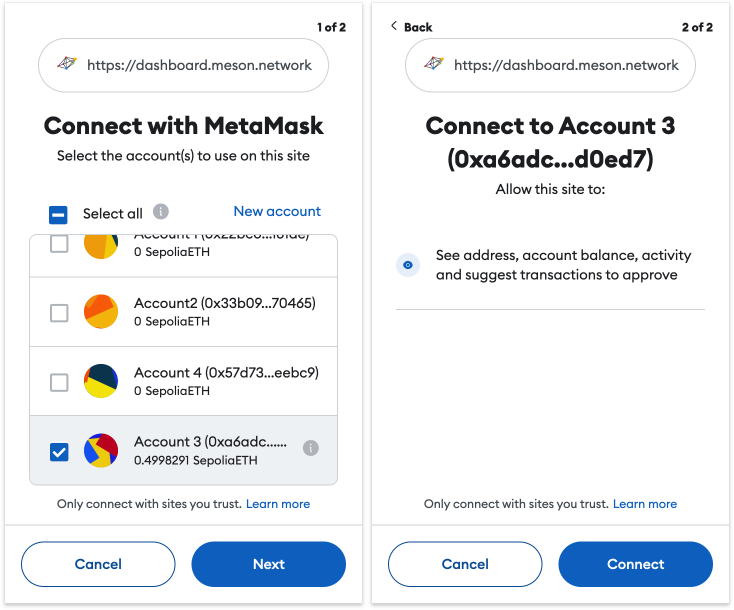 1 of 2
https://dashboard.meson.network
Connect with MetaMask
Select the account(s) to use on this site
Select all
New account
Account 1
0 SepoliaETH
Account2 (0x33b09...70465)
0 SepoliaETH
Account 4 (0x57d73...eebc9)
0 SepoliaETH
Account 3 (0xa6adc......
0.4998291 SepoliaETH
Only connect with sites you trust. Learn more
Cancel
Next
Back
2 of 2
https://dashboard.meson.network
Connect to Account 3
(0xa6adc...d0ed7)
Allow this site to:
See address, account balance, activity
and suggest transactions to approve
Only connect with sites you trust. Learn more
Cancel
Connect